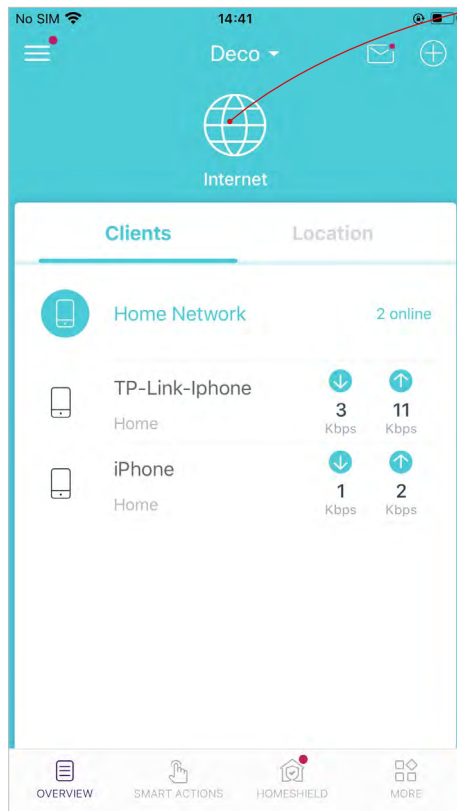 No SIM 14:41
Deco
Internet
Clients Location
Home Network 2 online
TP-Link-Iphone 3 11
Home Kbps Kbps
iPhone 1 2
Home Kbps Kbps
OVERVIEW SMART ACTIONS HOMESHIELD MORE